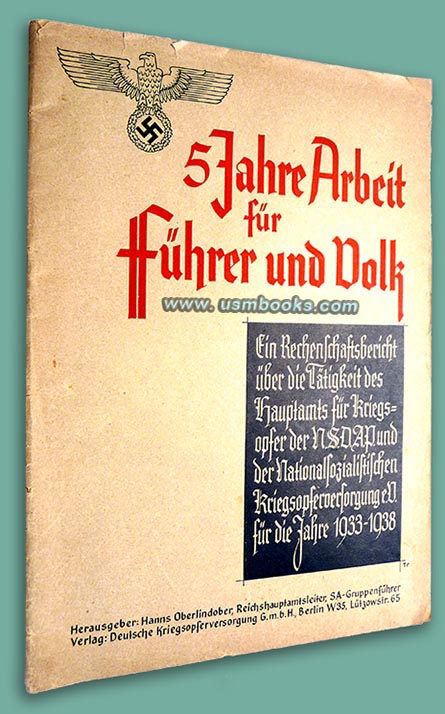 5 Jahre Arbeit
für
Führer und Volk
www.usmbooks.com
Ein Rechenschaftsbericht
über die Tätigkeit des
Hauptamts für Kriegs=
opfer der NSDAP und
der Nationalsozialistischen
Kriegsopferversorgung e.V.
für die Jahre 1933-1938
Herausgeber: Hanns Oberlindober, Reichshauptamtsleiter, SA-Gruppenführer
Verlag: Deutsche Kriegsopferversorgung G.m.b.H., Berlin W35, Lützowstr. 65